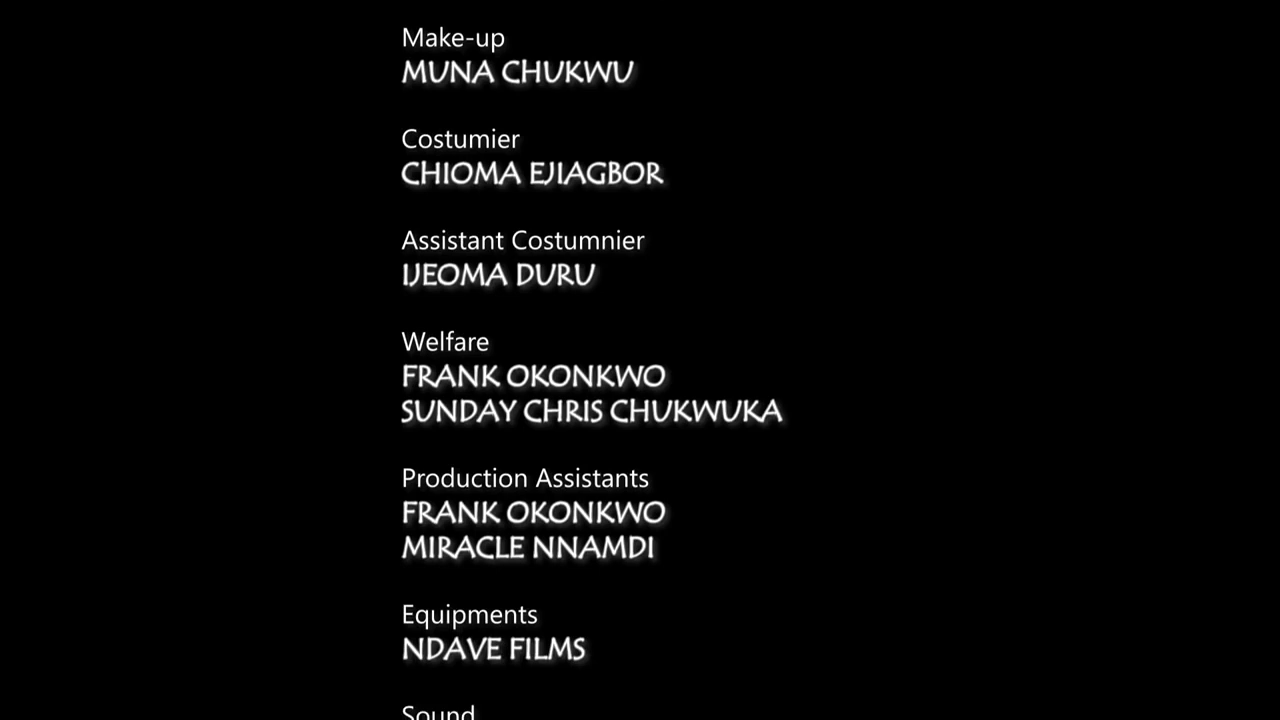 Make-up
MUNA CHUKWU
Costumier
CHIOMA EJIAGBOR
Assistant Costumnier
IJEOMA DURU
Welfare
FRANK OKONKWO
SUNDAY CHRIS CHUKWUKA
Production Assistants
FRANK OKONKWO
MIRACLE NNAMDI
Equipments
NDAVE FILMS
Sound